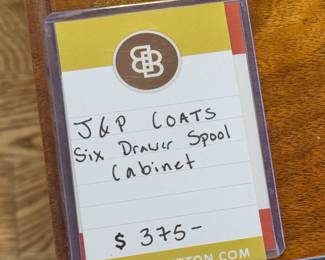 J&P COATS
Six Drawer Spool
Cabinet
$ 375-